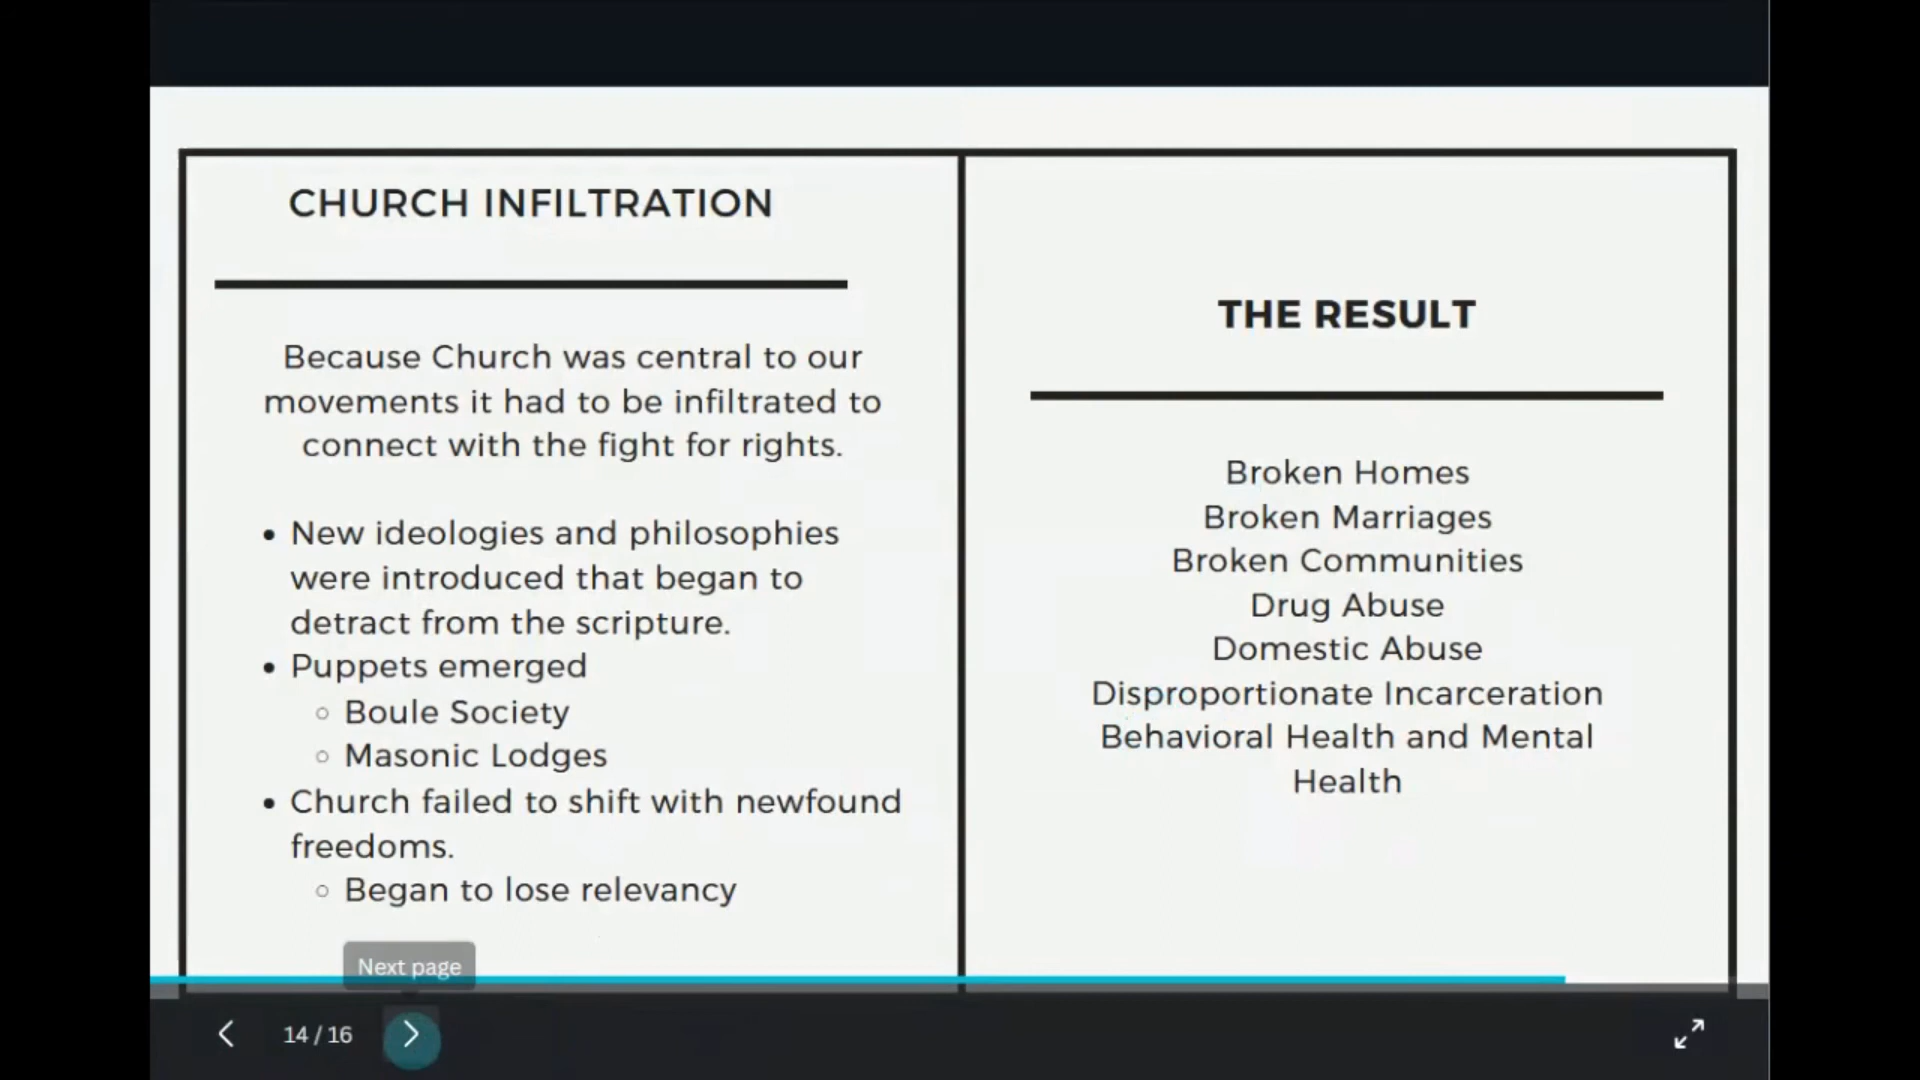 CHURCH INFILTRATION
Because Church was central to our
movements it had to be infiltrated to
connect with the fight for rights.
• New ideologies and philosophies
were introduced that began to
detract from the scripture.
• Puppets emerged
○ Boule Society
○ Masonic Lodges
• Church failed to shift with newfound
freedoms.
○ Began to lose relevancy
THE RESULT
Broken Homes
Broken Marriages
Broken Communities
Drug Abuse
Domestic Abuse
Disproportionate Incarceration
Behavioral Health and Mental
Health
Next page
14 / 16